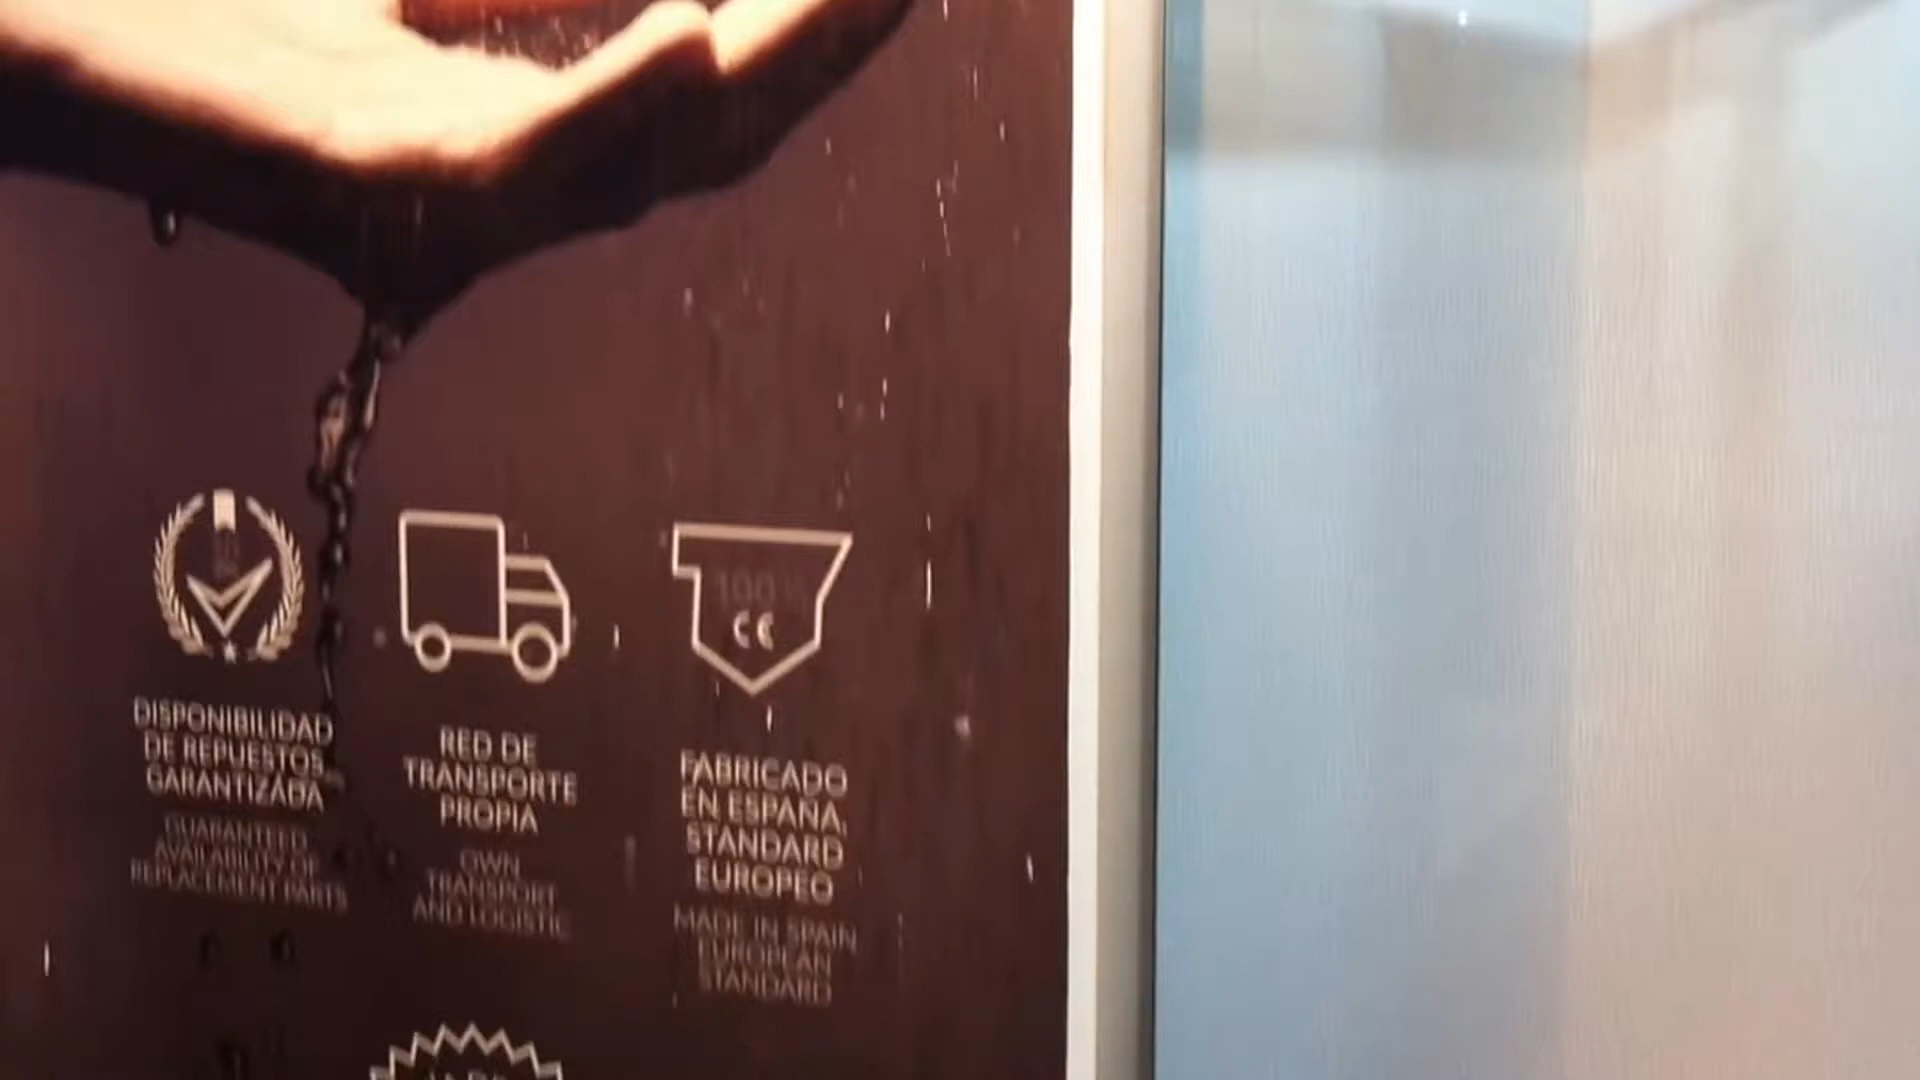 100%
CE
DISPONIBILIDAD
DE REPUESTOS
GARANTIZADA
GUARANTEED
AVAILABILITY OF
REPLACEMENT PARTS
RED DE
TRANSPORTE
PROPIA
OWN
TRANSPORT
AND LOGISTIC
FABRICADO
EN ESPAÑA,
STANDARD
EUROPEO
MADE IN SPAIN
EUROPEAN
STANDARD